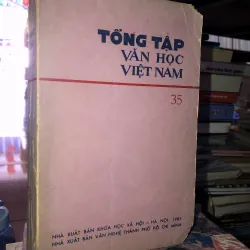 TỔNG TẬP
VĂN HỌC
VIỆT NAM
35
NHÀ XUẤT BẢN KHOA HỌC XÃ HỘI - HÀ NỘI, 1981
NHÀ XUẤT BẢN VĂN NGHỆ THÀNH PHỐ HỒ CHÍ MINH